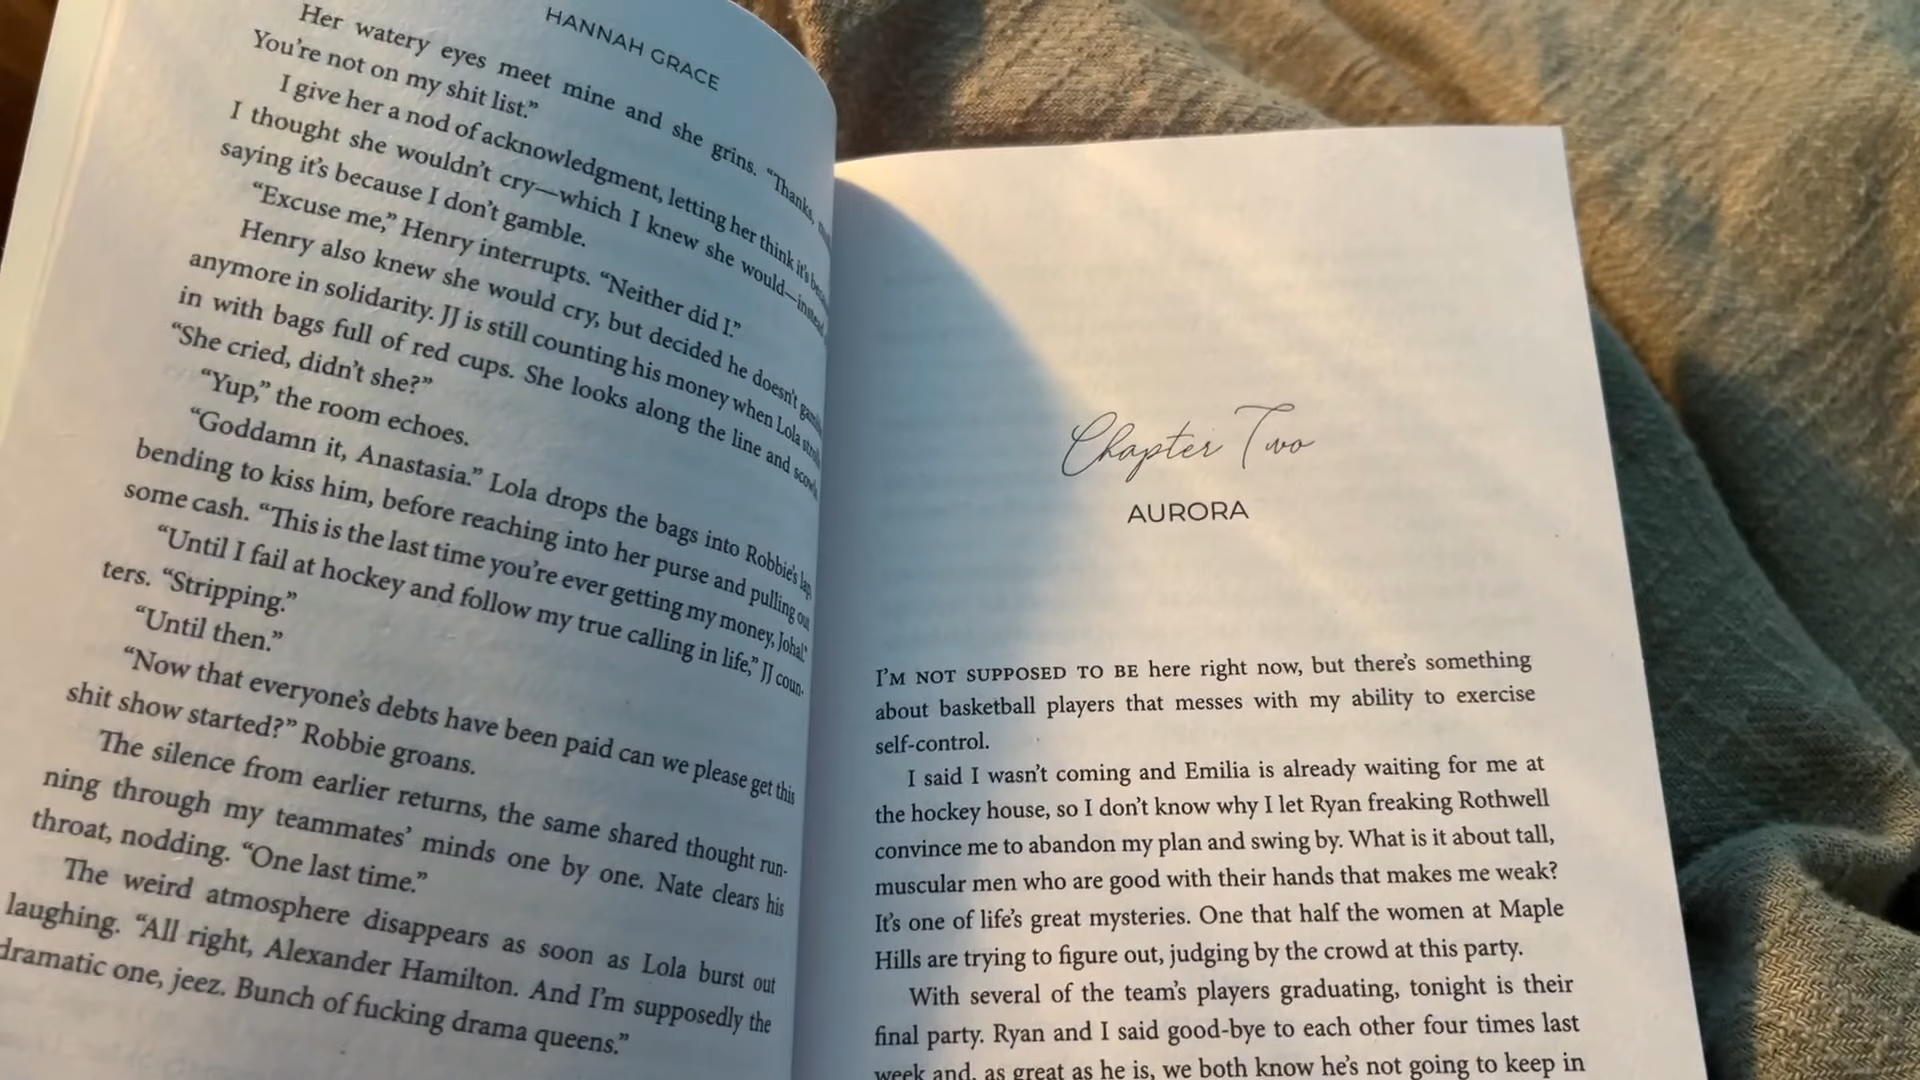 HANNAH GRACE
Her watery eyes meet mine and she grins. “Thanks,
You’re not on my shit list.”
I give her a nod of acknowledgment, letting her think it’s
I thought she wouldn’t cry—which I knew she would—instead
saying it’s because I don’t gamble.
“Excuse me,” Henry interrupts. “Neither did I.”
Henry also knew she would cry, but decided he doesn’t
anymore in solidarity. JJ is still counting his money when Lola
in with bags full of red cups. She looks along the line and
“She cried, didn’t she?”
“Yup,” the room echoes.
“Goddamn it, Anastasia.” Lola drops the bags into Robbie’s lap,
bending to kiss him, before reaching into her purse and pulling out
some cash. “This is the last time you’re ever getting my money, Johal.”
“Until I fail at hockey and follow my true calling in life,” JJ coun-
ters. “Stripping.”
“Until then.”
“Now that everyone’s debts have been paid can we please get this
shit show started?” Robbie groans.
The silence from earlier returns, the same shared thought run-
ning through my teammates’ minds one by one. Nate clears his
throat, nodding. “One last time.”
The weird atmosphere disappears as soon as Lola burst out
laughing. “All right, Alexander Hamilton. And I’m supposedly the
dramatic one, jeez. Bunch of fucking drama queens.”
Chapter Two
AURORA
I’M NOT SUPPOSED TO BE here right now, but there’s something
about basketball players that messes with my ability to exercise
self-control.
I said I wasn’t coming and Emilia is already waiting for me at
the hockey house, so I don’t know why I let Ryan freaking Rothwell
convince me to abandon my plan and swing by. What is it about tall,
muscular men who are good with their hands that makes me weak?
It’s one of life’s great mysteries. One that half the women at Maple
Hills are trying to figure out, judging by the crowd at this party.
With several of the team’s players graduating, tonight is their
final party. Ryan and I said good-bye to each other four times last
week and, as great as he is, we both know he’s not going to keep in